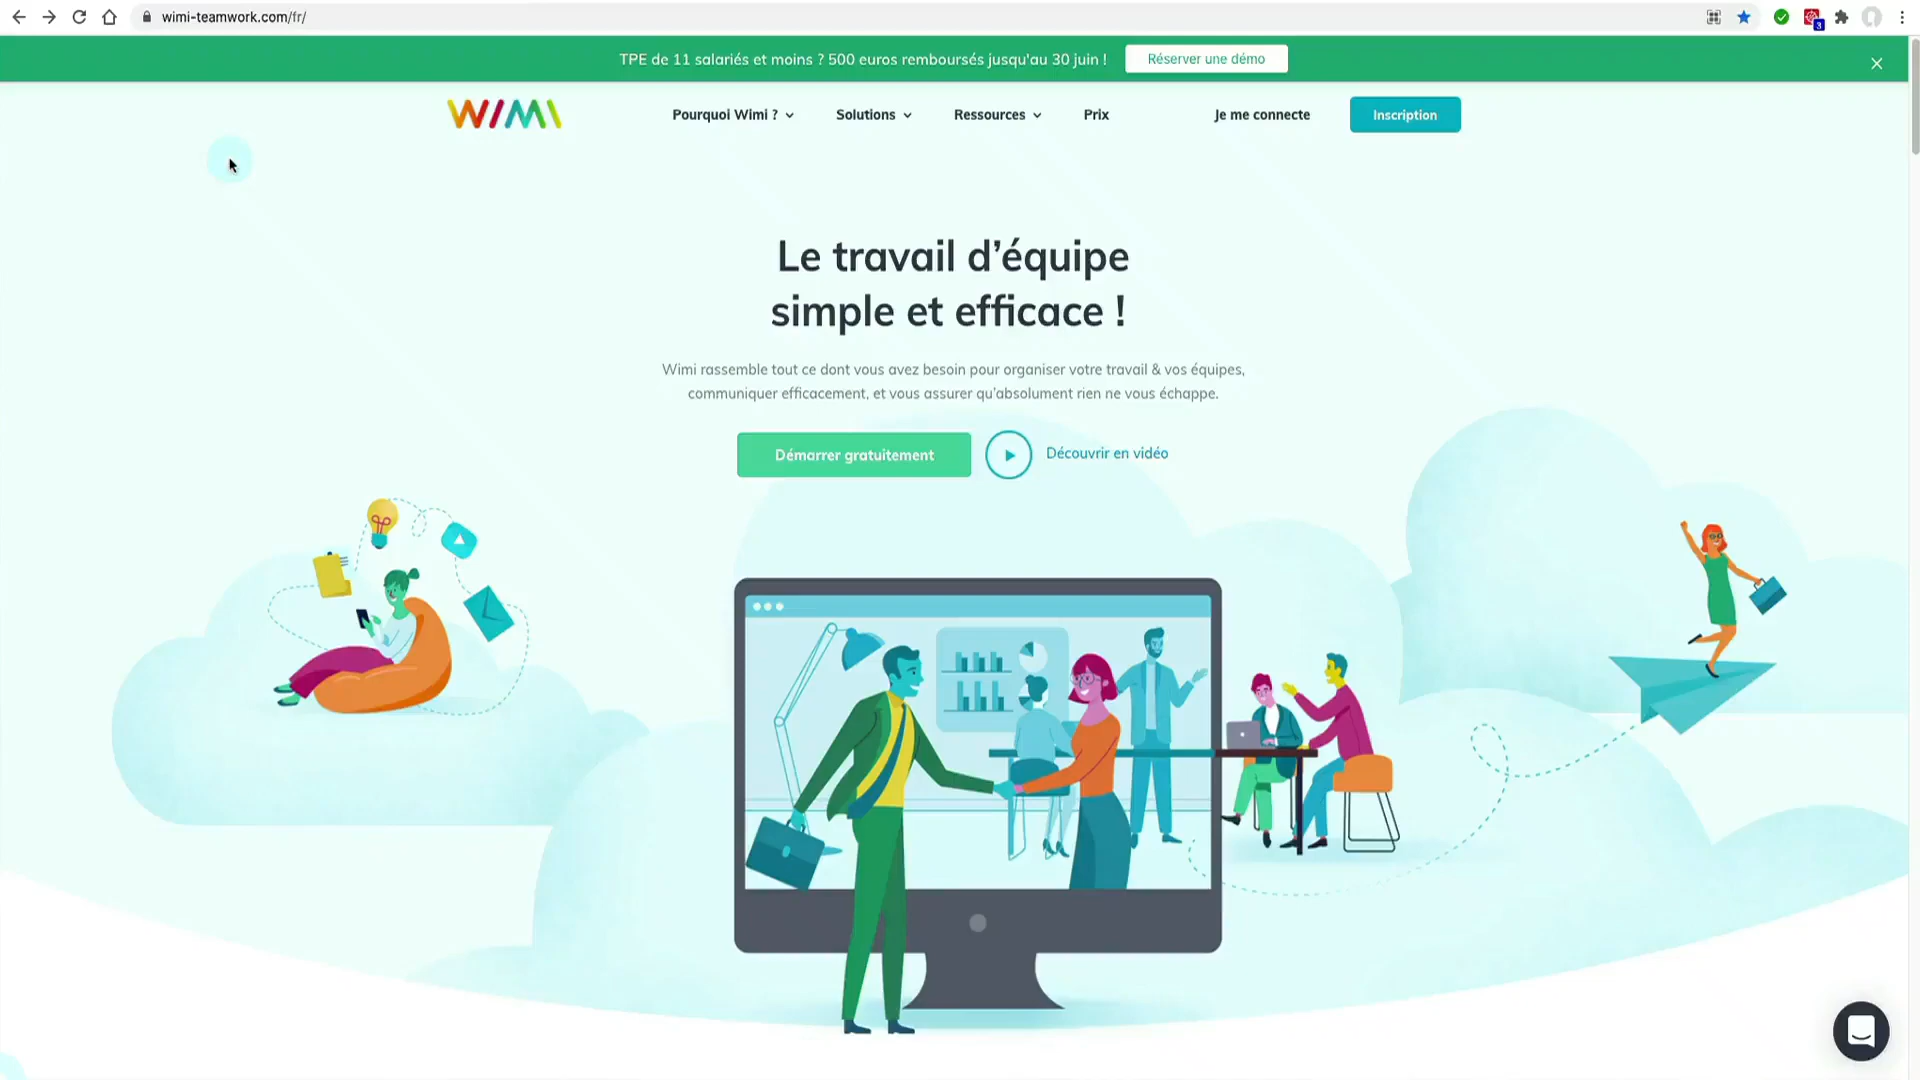 wimi-teamwork.com/fr/
3
TPE de 11 salariés et moins ? 500 euros remboursés jusqu'au 30 juin !
Réserver une démo
WIMI
Pourquoi Wimi ?
Solutions
Ressources
Prix
Je me connecte
Inscription
Le travail d’équipe
simple et efficace !
Wimi rassemble tout ce dont vous avez besoin pour organiser votre travail & vos équipes,
communiquer efficacement, et vous assurer qu’absolument rien ne vous échappe.
Démarrer gratuitement
Découvrir en vidéo